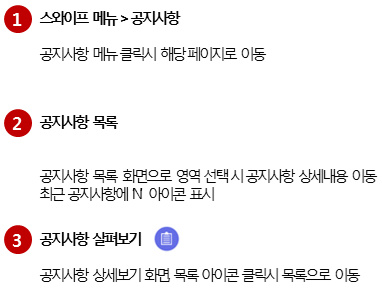 1 스와이프 메뉴 > 공지사항
공지사항 메뉴 클릭시 해당 페이지로 이동
2 공지사항 목록
공지사항 목록 화면으로 영역 선택 시 공지사항 상세내용 이동
최근 공지사항에 N 아이콘 표시
3 공지사항 살펴보기
공지사항 상세보기 화면, 목록 아이콘 클릭시 목록으로 이동